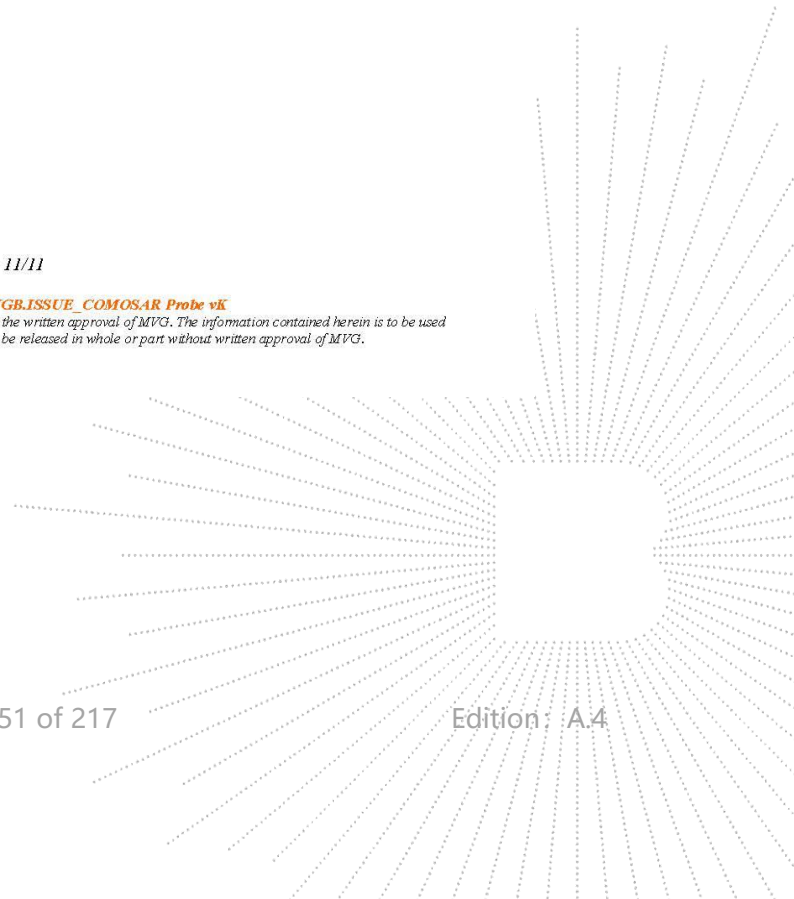 11/11
GB.ISSUE_COMOSAR Probe vK
the written approval of MVG. The information contained herein is to be used
be released in whole or part without written approval of MVG.
51 of 217 Edition: A.4